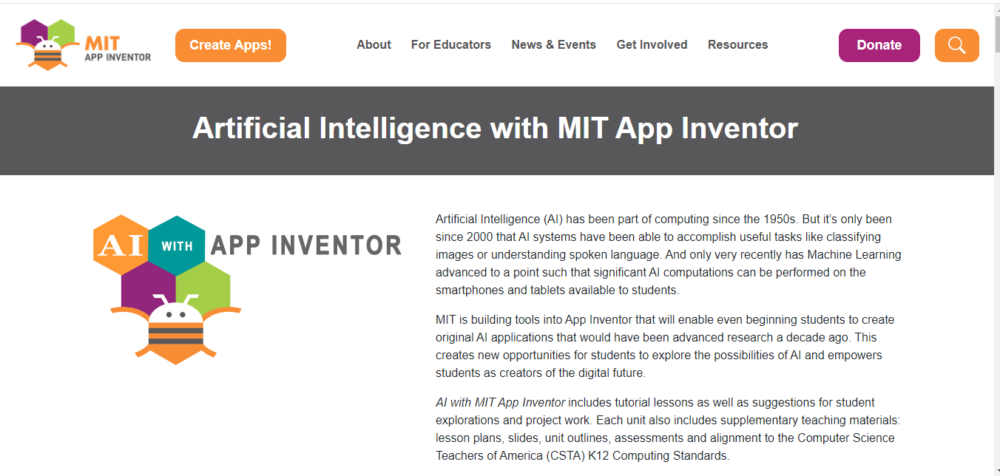 MIT
APP INVENTOR
Create Apps!
About
For Educators
News & Events
Get Involved
Resources
Donate
Artificial Intelligence with MIT App Inventor
AI WITH APP INVENTOR
Artificial Intelligence (AI) has been part of computing since the 1950s. But it’s only been
since 2000 that AI systems have been able to accomplish useful tasks like classifying
images or understanding spoken language. And only very recently has Machine Learning
advanced to a point such that significant AI computations can be performed on the
smartphones and tablets available to students.
MIT is building tools into App Inventor that will enable even beginning students to create
original AI applications that would have been advanced research a decade ago. This
creates new opportunities for students to explore the possibilities of AI and empowers
students as creators of the digital future.
AI with MIT App Inventor includes tutorial lessons as well as suggestions for student
explorations and project work. Each unit also includes supplementary teaching materials:
lesson plans, slides, unit outlines, assessments and alignment to the Computer Science
Teachers of America (CSTA) K12 Computing Standards.